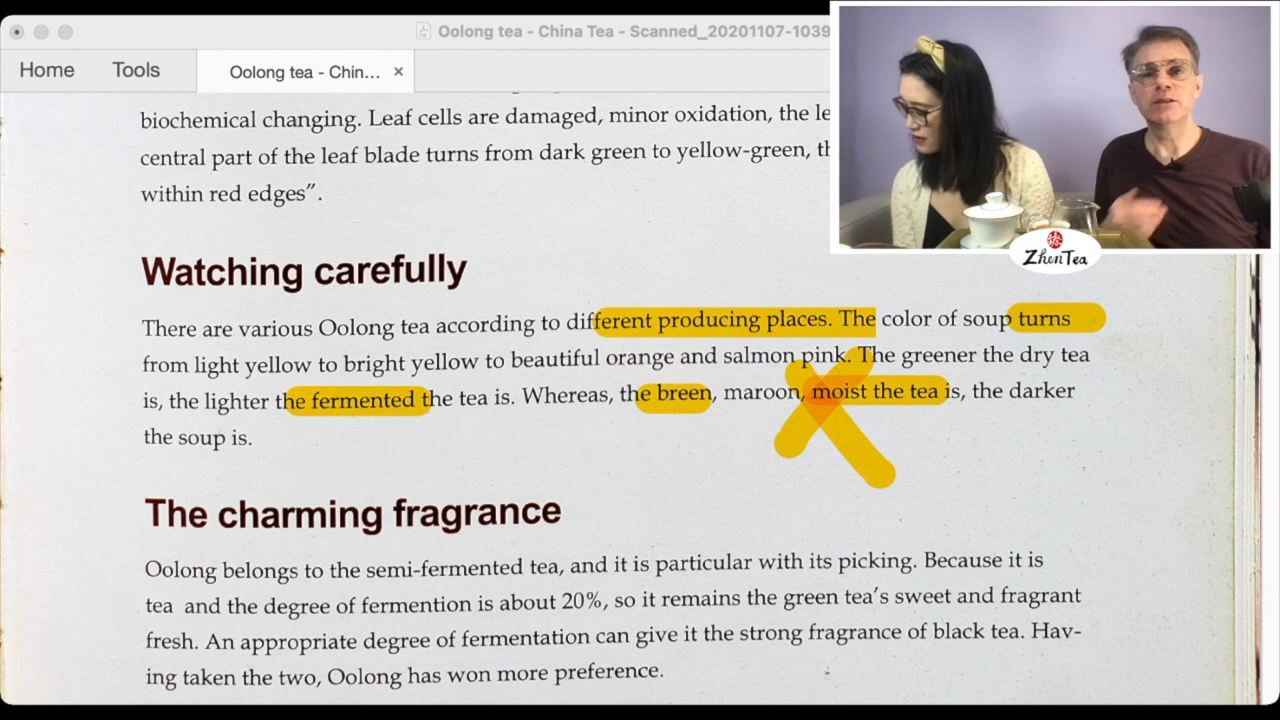 Oolong tea - China Tea - Scanned_20201107-1039
Home Tools Oolong tea - Chin... ×
biochemical changing. Leaf cells are damaged, minor oxidation, the le
central part of the leaf blade turns from dark green to yellow-green, th
within red edges".
ZhenTea
Watching carefully
There are various Oolong tea according to different producing places. The color of soup turns
from light yellow to bright yellow to beautiful orange and salmon pink. The greener the dry tea
is, the lighter the fermented the tea is. Whereas, the breen, maroon, moist the tea is, the darker
the soup is.
The charming fragrance
Oolong belongs to the semi-fermented tea, and it is particular with its picking. Because it is
tea and the degree of fermention is about 20%, so it remains the green tea's sweet and fragrant
fresh. An appropriate degree of fermentation can give it the strong fragrance of black tea. Hav-
ing taken the two, Oolong has won more preference.